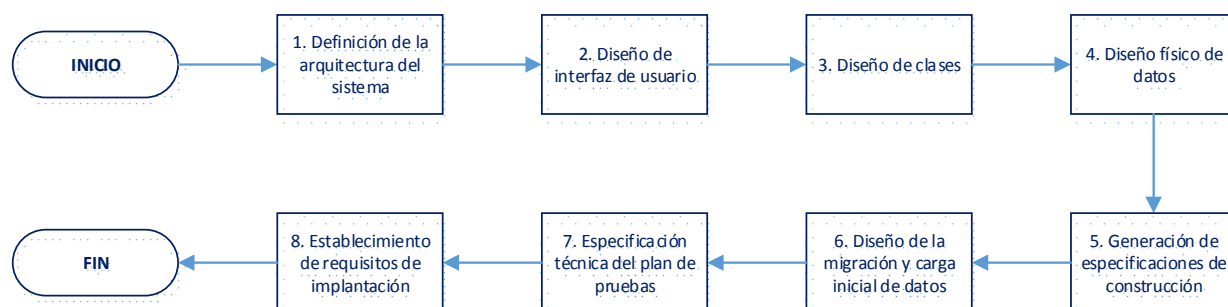 INICIO
1. Definición de la
arquitectura del
sistema
2. Diseño de
interfaz de usuario
3. Diseño de clases
4. Diseño físico de
datos
5. Generación de
especificaciones de
construcción
6. Diseño de la
migración y carga
inicial de datos
7. Especificación
técnica del plan de
pruebas
8. Establecimiento
de requisitos de
implantación
FIN